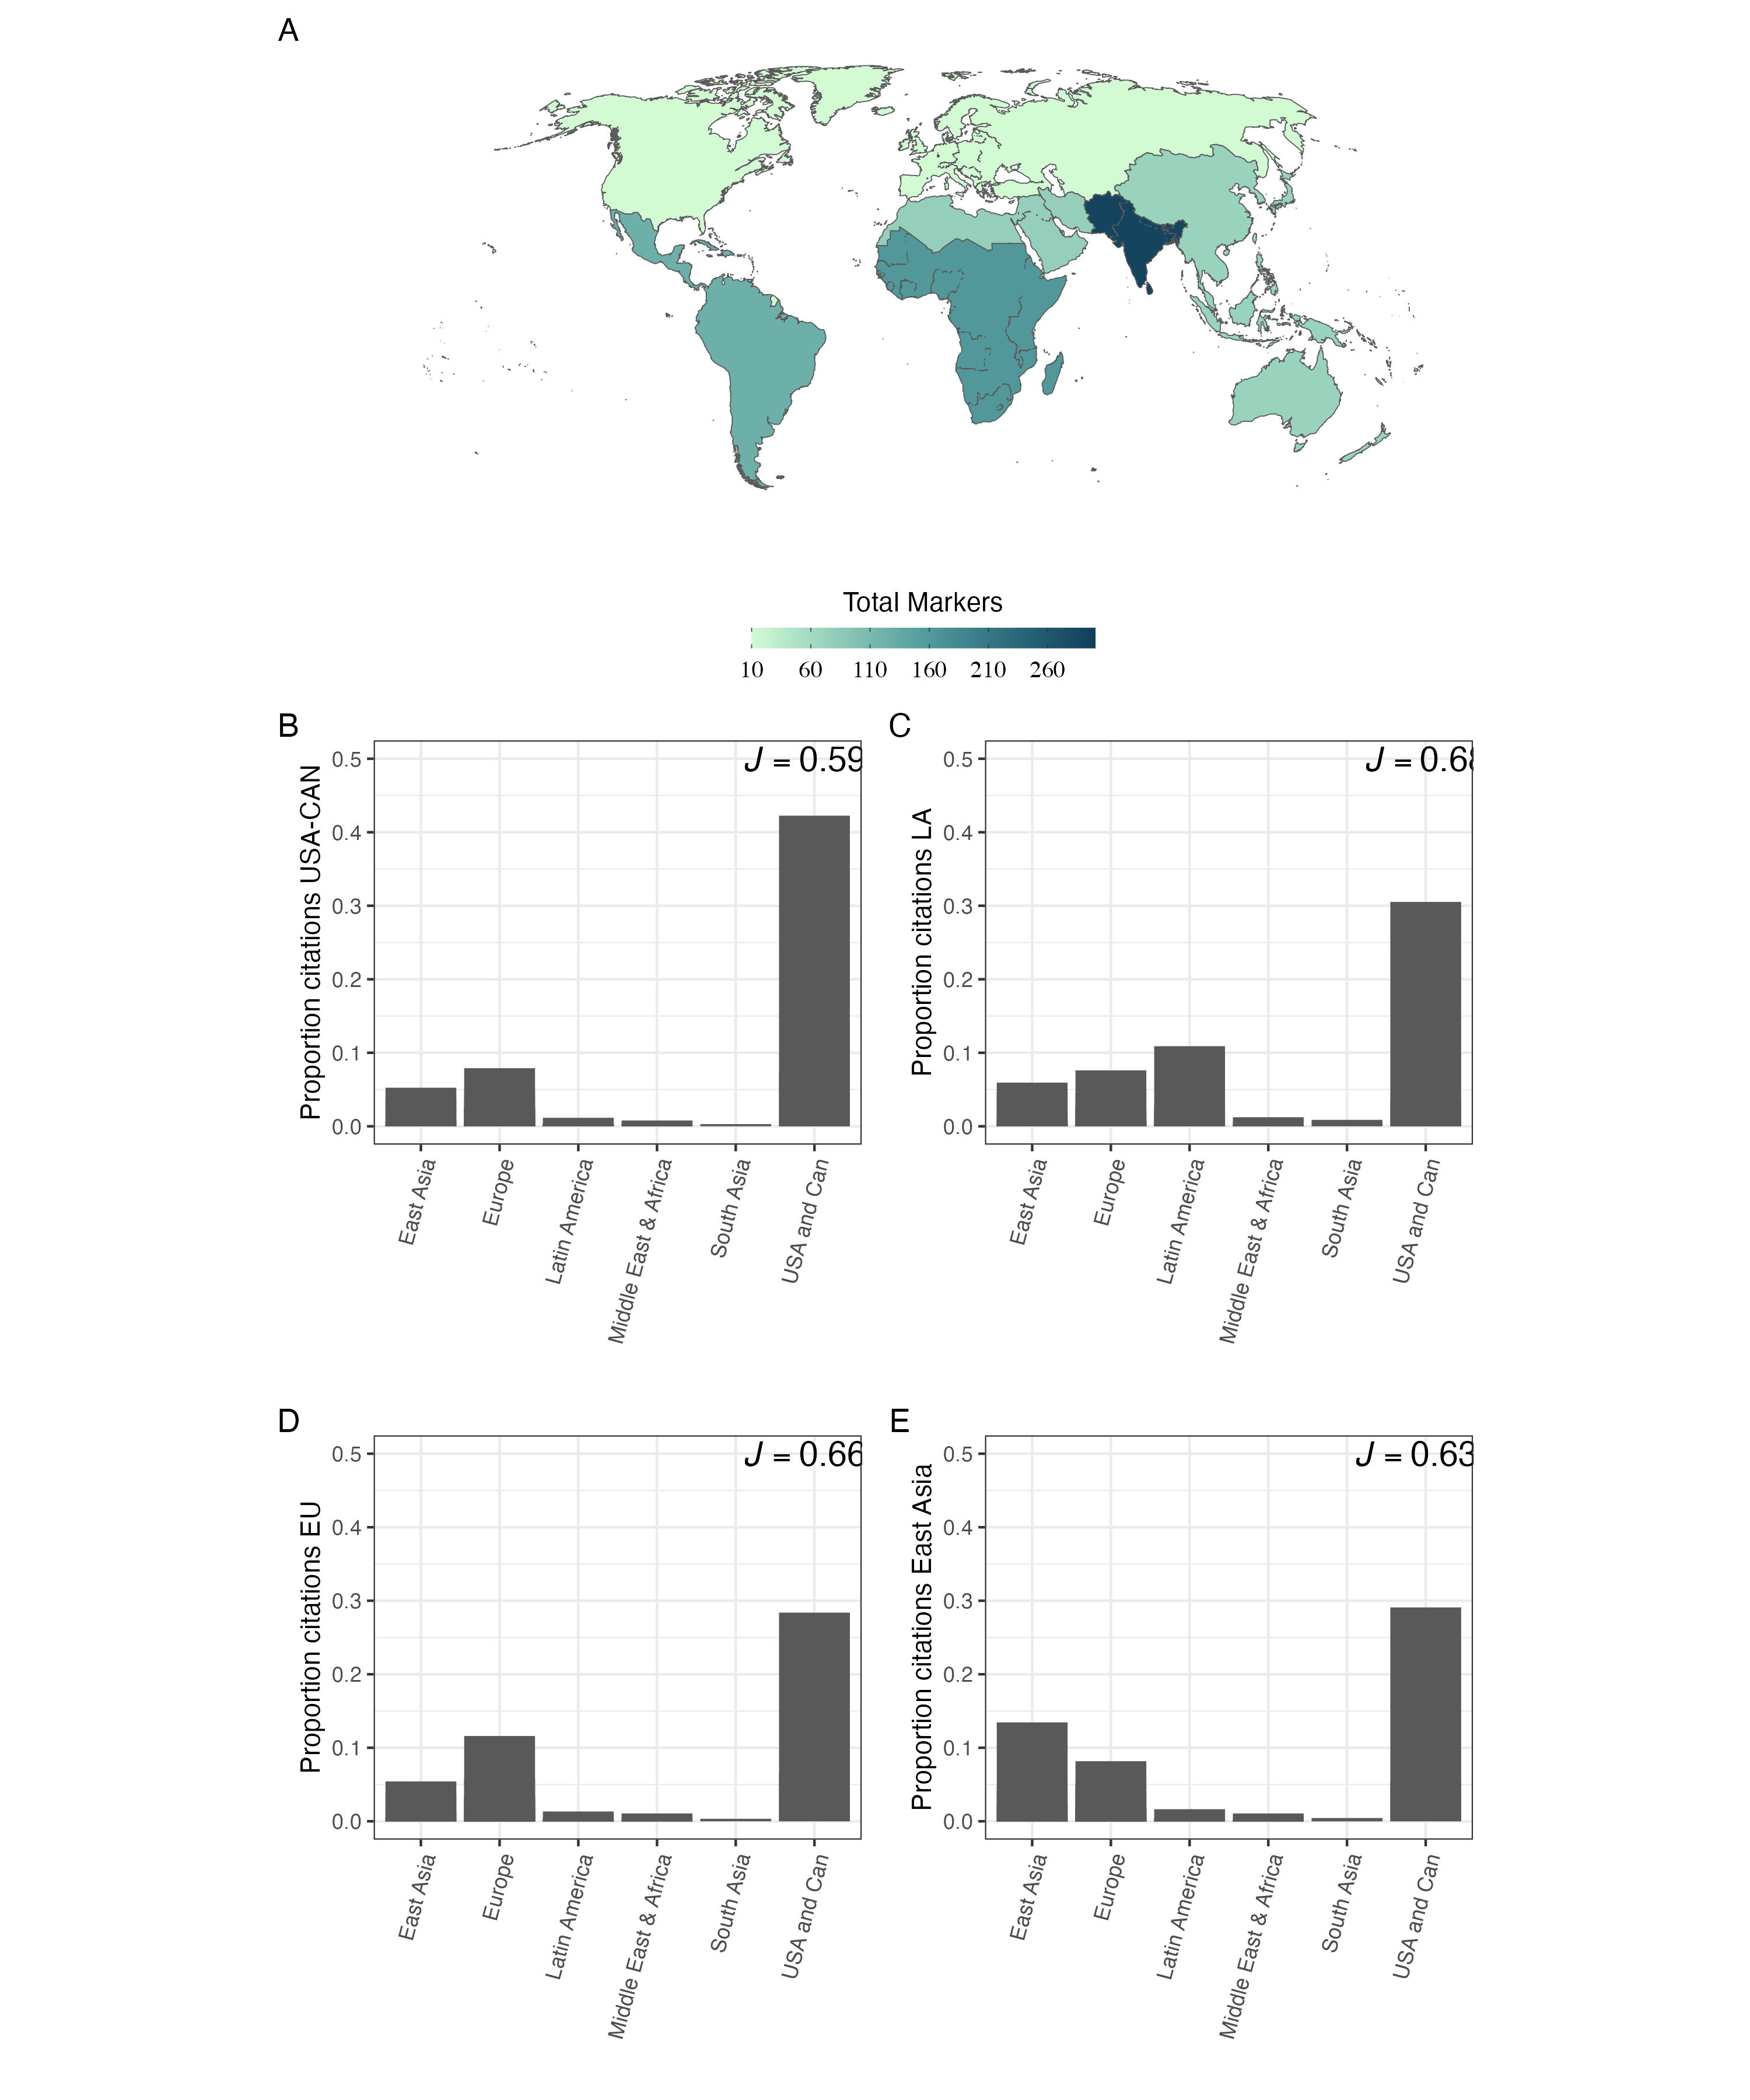 A
Total Markers
10 60 110 160 210 260
B
J = 0.59
Proportion citations USA-CAN
0.5
0.4
0.3
0.2
0.1
0.0
East Asia
Europe
Latin America
Middle East & Africa
South Asia
USA and Can
C
J = 0.68
Proportion citations LA
0.5
0.4
0.3
0.2
0.1
0.0
East Asia
Europe
Latin America
Middle East & Africa
South Asia
USA and Can
D
J = 0.66
Proportion citations EU
0.5
0.4
0.3
0.2
0.1
0.0
East Asia
Europe
Latin America
Middle East & Africa
South Asia
USA and Can
E
J = 0.63
Proportion citations East Asia
0.5
0.4
0.3
0.2
0.1
0.0
East Asia
Europe
Latin America
Middle East & Africa
South Asia
USA and Can